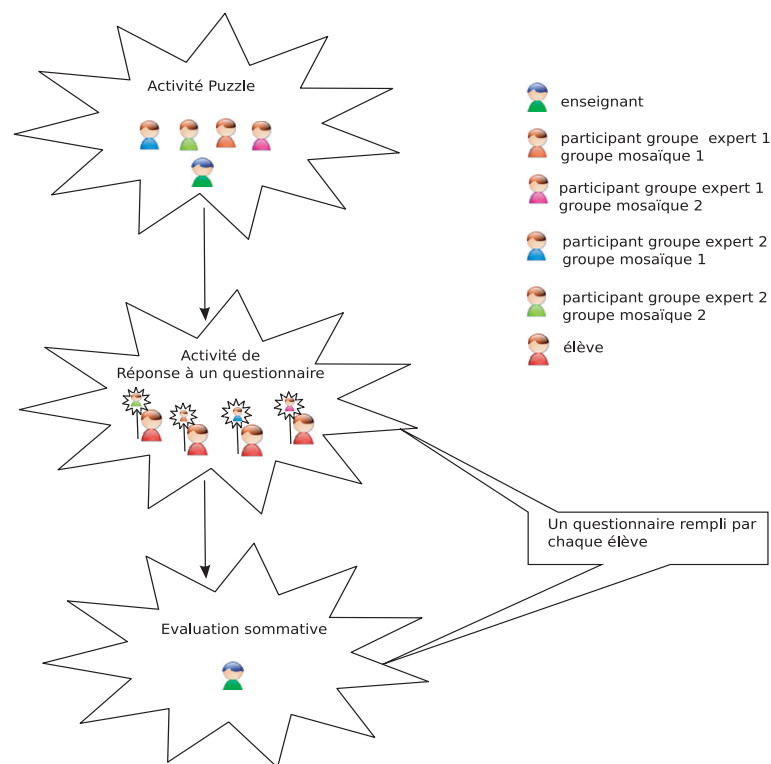 Activité Puzzle
enseignant
participant groupe expert 1
groupe mosaïque 1
participant groupe expert 1
groupe mosaïque 2
participant groupe expert 2
groupe mosaïque 1
participant groupe expert 2
groupe mosaïque 2
élève
Activité de
Réponse à un questionnaire
Un questionnaire rempli par
chaque élève
Evaluation sommative